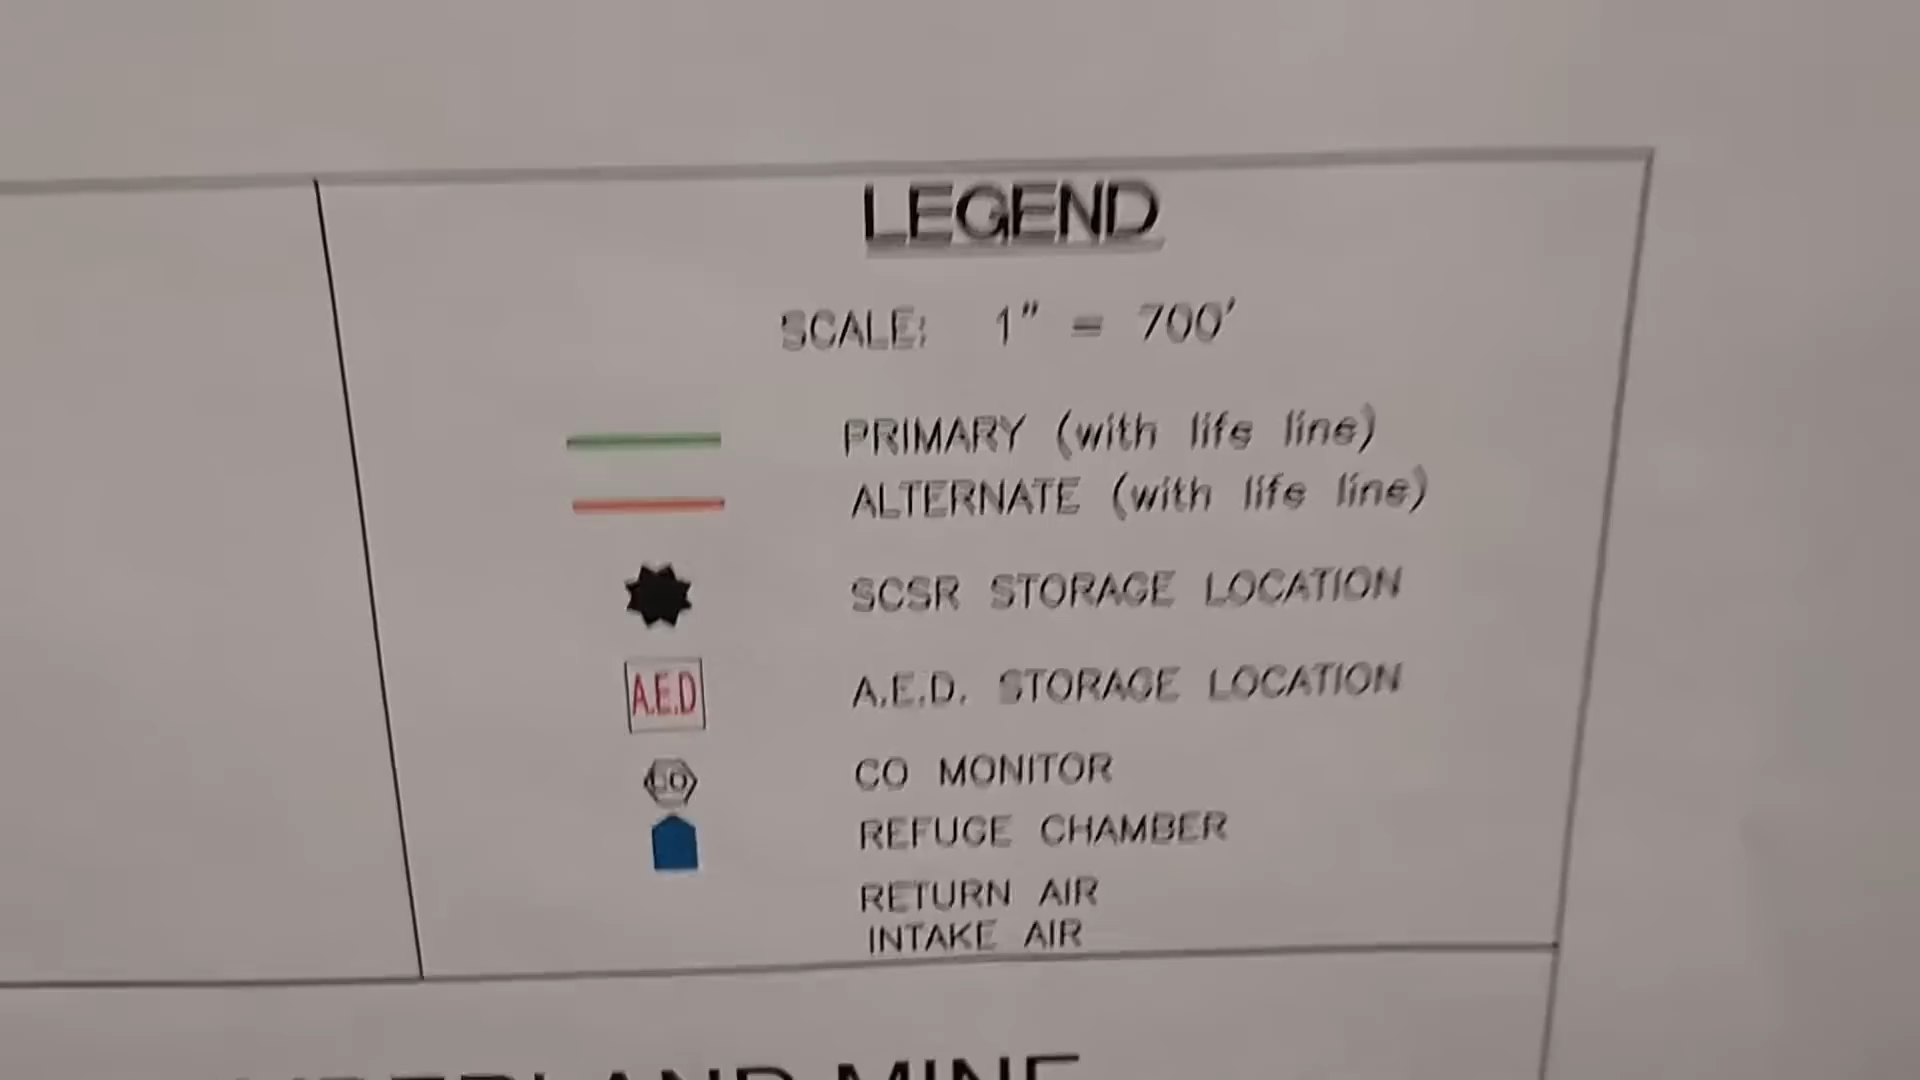 LEGEND
SCALE: 1" = 700'
PRIMARY (with life line)
ALTERNATE (with life line)
SCSR STORAGE LOCATION
A.E.D A.E.D. STORAGE LOCATION
CO CO MONITOR
REFUGE CHAMBER
RETURN AIR
INTAKE AIR
MINE